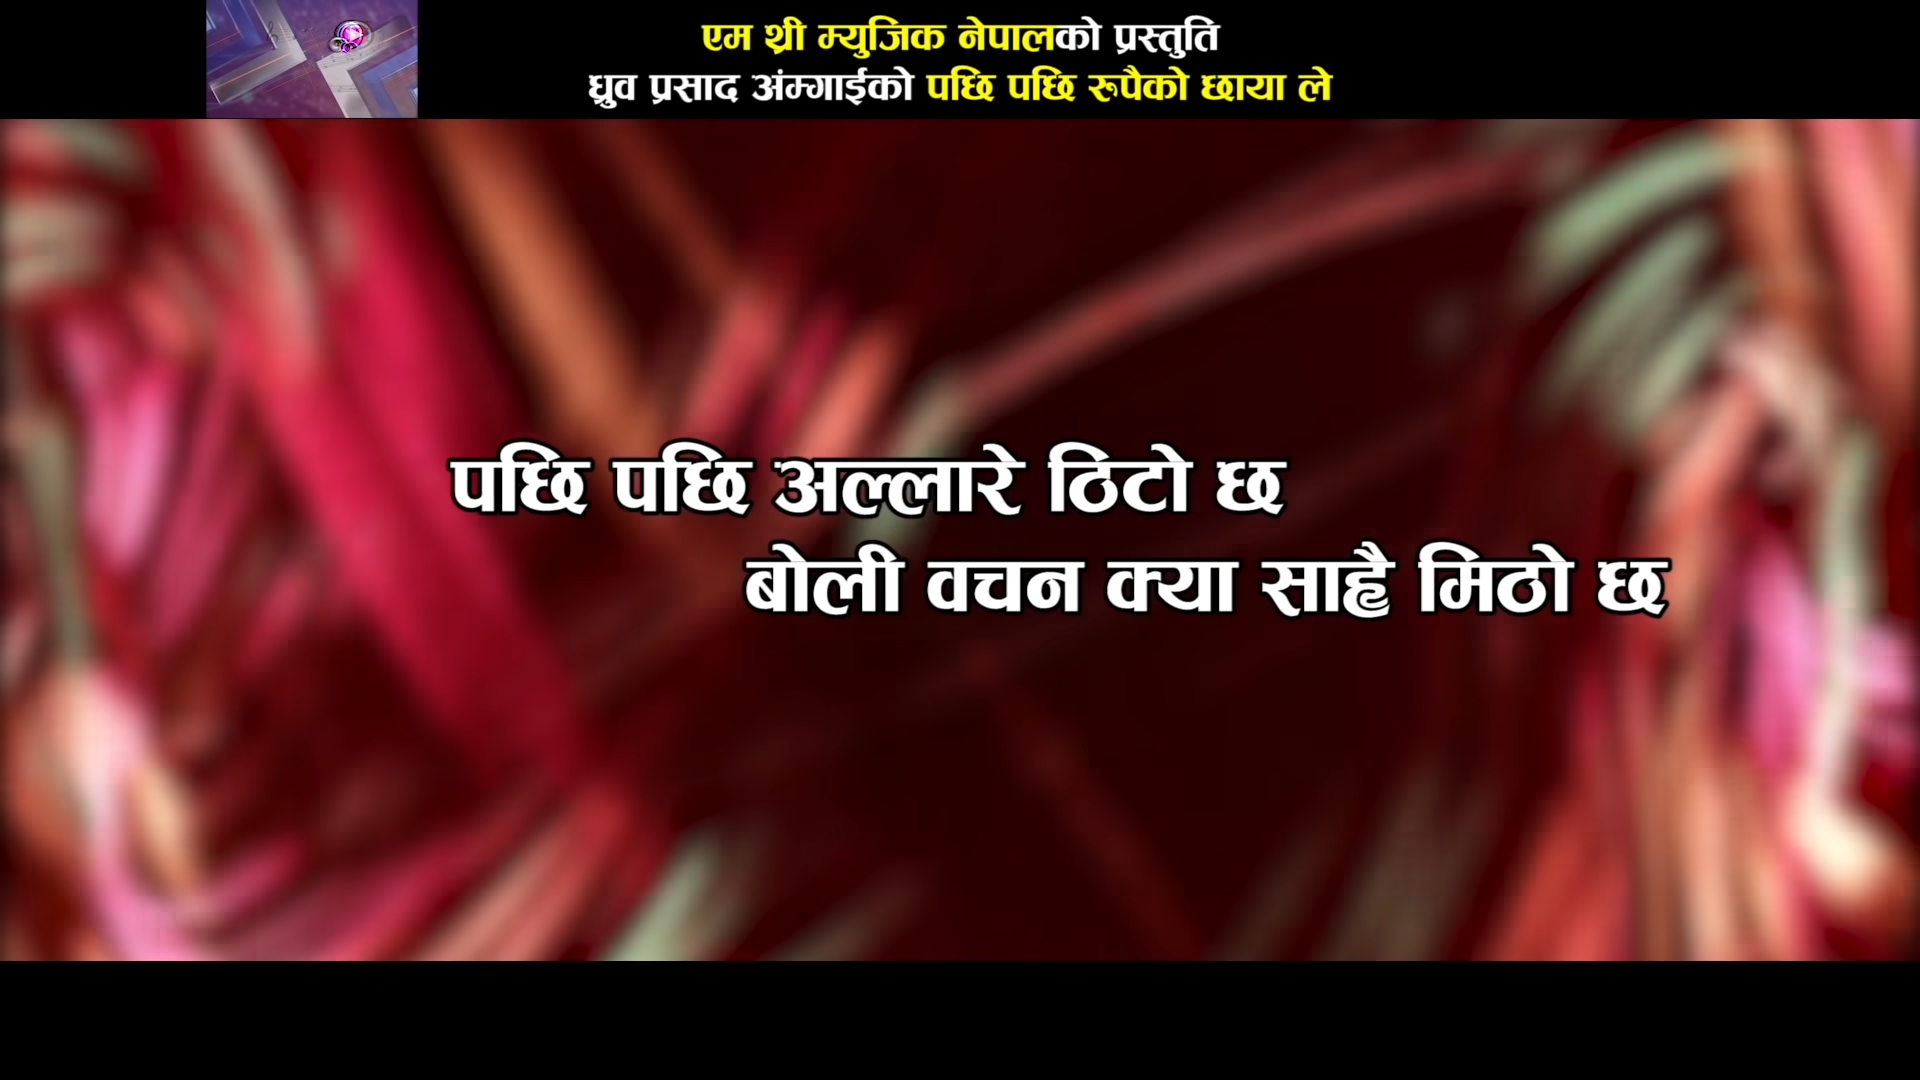 एम थ्री म्युजिक नेपालको प्रस्तुति
ध्रुव प्रसाद अंम्गाईको पछि पछि रूपैको छाया ले
पछि पछि अल्लारे ठिटो छ
बोली वचन क्या साह्रै मिठो छ